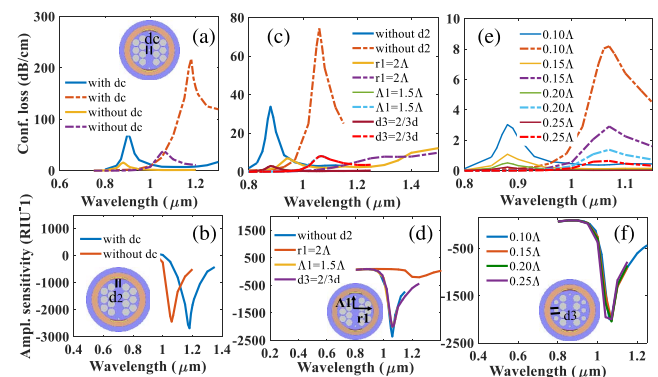 Conf. loss (dB/cm)
300
200
100
0
0.6
0.8
1
1.2
Wavelength (μm)
dc
(a)
with dc
with dc
without dc
without dc
80
60
40
20
0
0.8
1
1.2
1.4
Wavelength (μm)
(c)
without d2
without d2
r1=2Λ
r1=2Λ
Λ1=1.5Λ
Λ1=1.5Λ
d3=2/3d
d3=2/3d
10
8
6
4
2
0
0.8
0.9
1
1.1
Wavelength (μm)
(e)
0.10Λ
0.10Λ
0.15Λ
0.15Λ
0.20Λ
0.20Λ
0.25Λ
0.25Λ
Ampl. sensitivity (RIU⁻1)
1000
0
-1000
-2000
-3000
0.2 0.4 0.6 0.8 1 1.2 1.4
Wavelength (μm)
(b)
with dc
without dc
d2
1500
500
-500
-1500
-2500
0.2 0.4 0.6 0.8 1 1.2 1.4
Wavelength (μm)
(d)
without d2
r1=2Λ
Λ1=1.5Λ
d3=2/3d
Λ1
r1
-500
-1500
-2500
0.4
0.6
0.8
1
1.2
Wavelength (μm)
(f)
0.10Λ
0.15Λ
0.20Λ
0.25Λ
d3